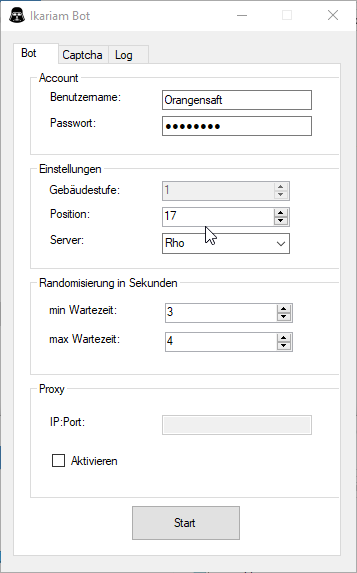 Ikariam Bot
Bot Captcha Log
Account
Benutzername: Orangensaft
Passwort: ●●●●●●●●
Einstellungen
Gebäudestufe: 1
Position: 17
Server: Rho
Randomisierung in Sekunden
min Wartezeit: 3
max Wartezeit: 4
Proxy
IP:Port:
Aktivieren
Start